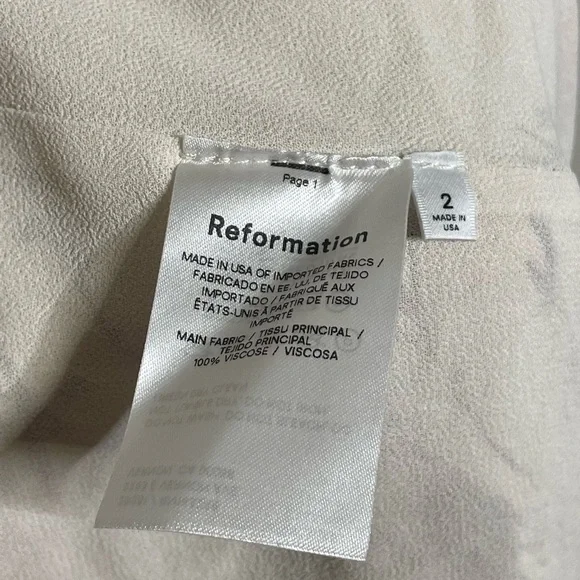 Page 1
Reformation
MADE IN USA OF IMPORTED FABRICS /
FABRICADO EN EE. UU. DE TEJIDO
IMPORTADO / FABRIQUÉ AUX
ÉTATS-UNIS À PARTIR DE TISSU
IMPORTÉ
MAIN FABRIC / TISSU PRINCIPAL /
TEJIDO PRINCIPAL
100% VISCOSE / VISCOSA
2
MADE IN
USA